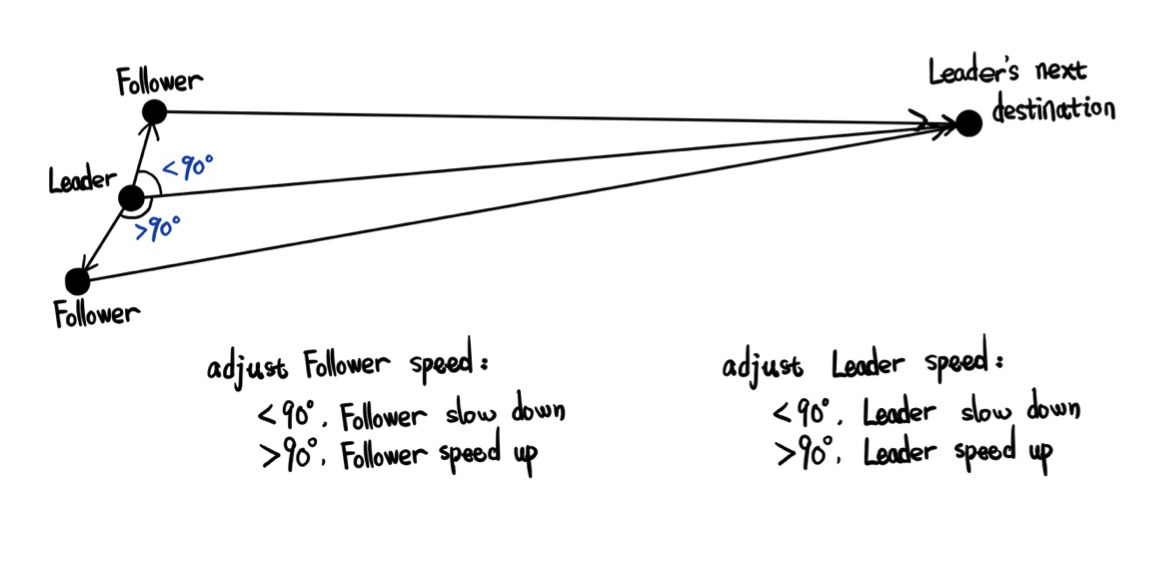 Follower
Leader's next
destination
Leader
<90°
>90°
Follower
adjust Follower speed:
<90°. Follower slow down
>90°. Follower speed up
adjust Leader speed:
<90°. Leader slow down
>90°. Leader speed up